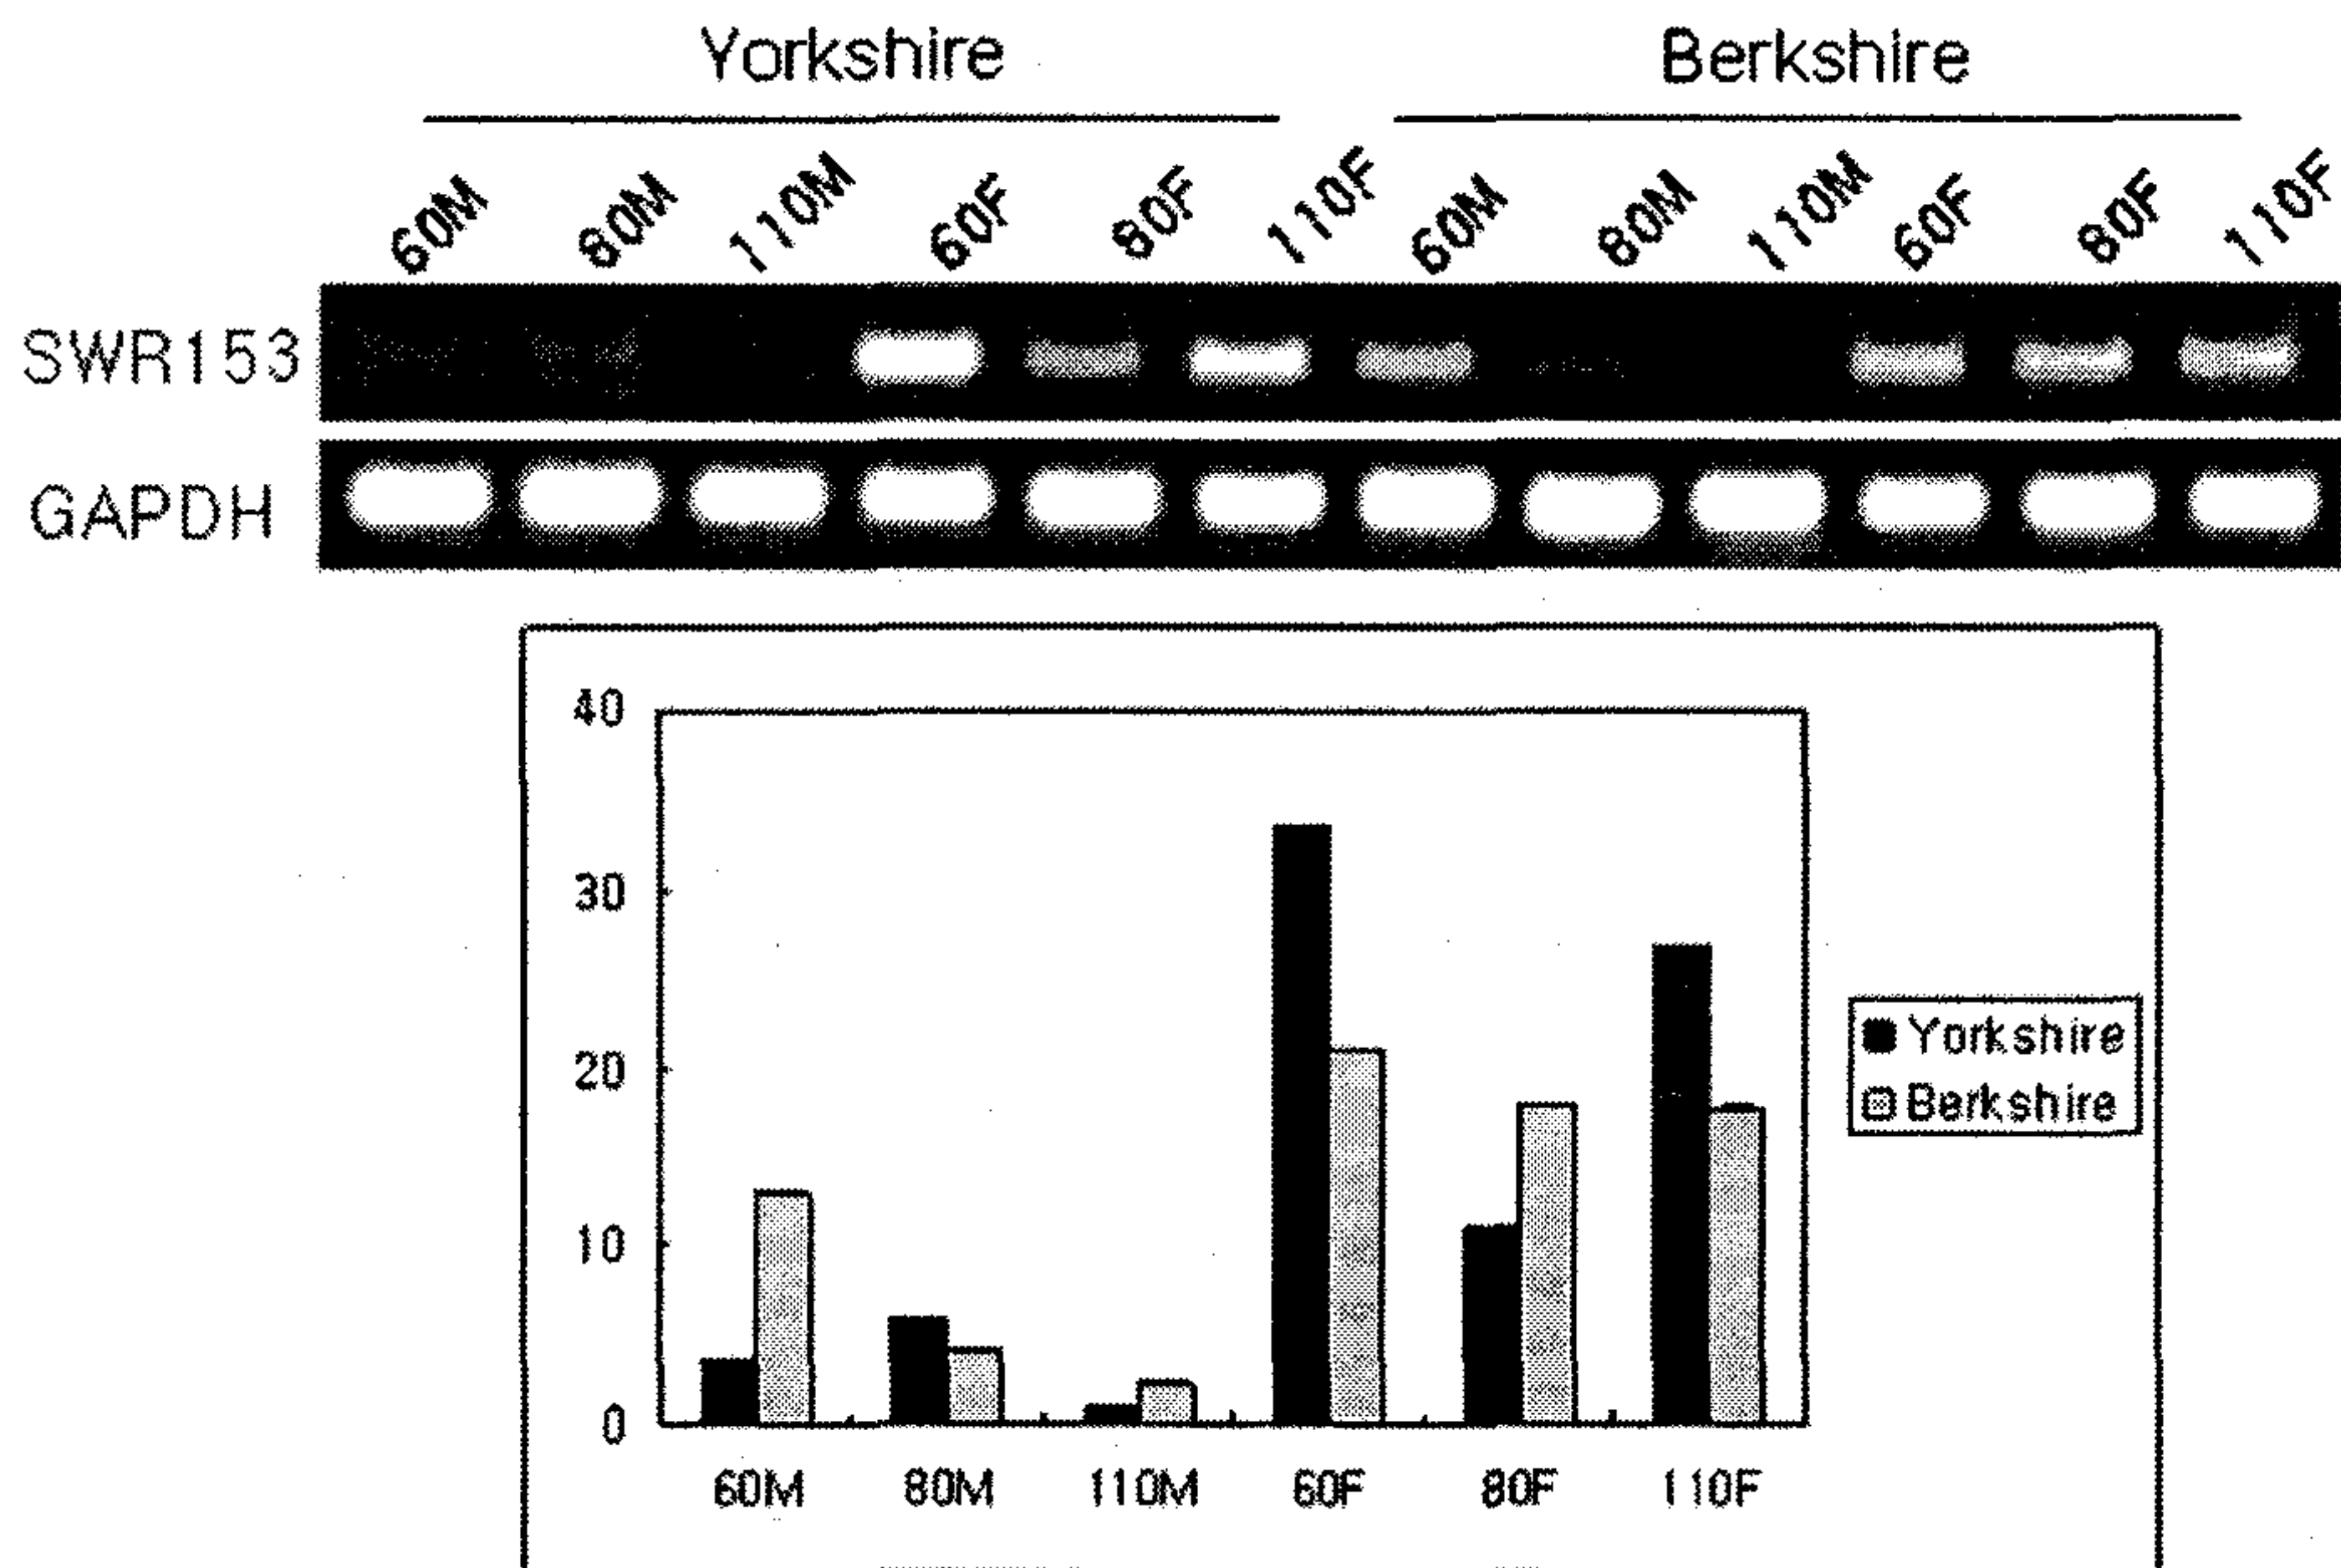 Yorkshire Berkshire
60M 80M 110M 60F 80F 110F 60M 80M 110M 60F 80F 110F
SWR153
GAPDH
40
30
20
10
0
Yorkshire
Berkshire
60M 80M 110M 60F 80F 110F